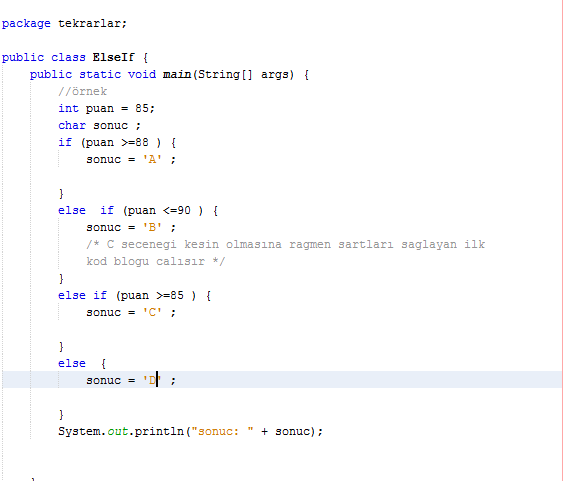 package tekrarlar;
public class ElseIf {
public static void main(String[] args) {
//örnek
int puan = 85;
char sonuc ;
if (puan >=88 ) {
sonuc = 'A' ;
}
else  if (puan <=90 ) {
sonuc = 'B' ;
/* C secenegi kesin olmasına ragmen sartları saglayan ilk
kod blogu calısır */
}
else if (puan >=85 ) {
sonuc = 'C' ;
}
else  {
sonuc = 'D' ;
}
System.out.println("sonuc: " + sonuc);